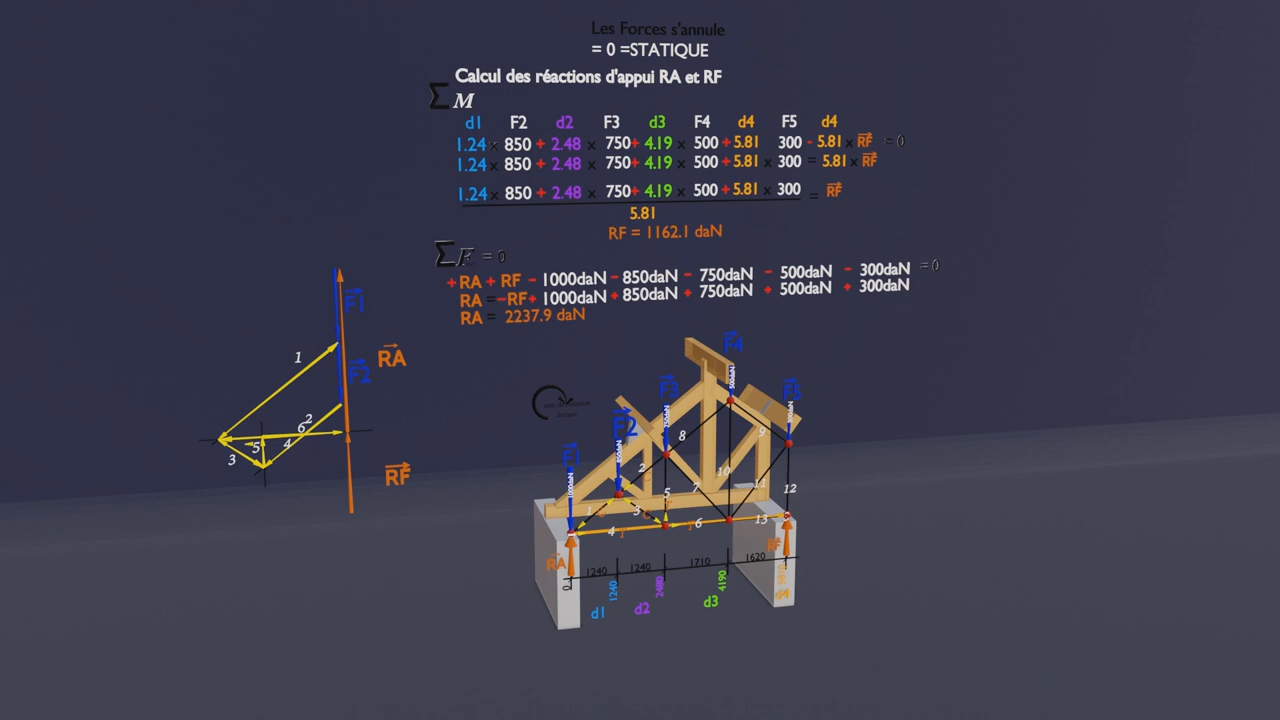 Les Forces s'annule
= 0 =STATIQUE
Calcul des réactions d'appui RA et RF
Σ M
d1 F2 d2 F3 d3 F4 d4 F5 d4
1.24 × 850 + 2.48 × 750+ 4.19 × 500 +5.81 300 - 5.81 × RF = 0
1.24 × 850 + 2.48 × 750+ 4.19 × 500 +5.81 × 300 = 5.81 × RF
1.24 × 850 + 2.48 × 750+ 4.19 × 500 +5.81 × 300 = RF
5.81
RF = 1162.1 daN
Σ F = 0
+RA + RF - 1000daN - 850daN - 750daN - 500daN - 300daN = 0
RA =-RF+ 1000daN + 850daN + 750daN + 500daN + 300daN
RA = 2237.9 daN
F1
1
RA
F2
2
6
5
4
3
RF
F4
F3
F5
F2
F1
8
9
2
10
7
11
5
12
1
3
4
T
6
13
RA
RF
1240
1240
1710
1620
0
1240
2480
4190
d1
d2
d3
d4